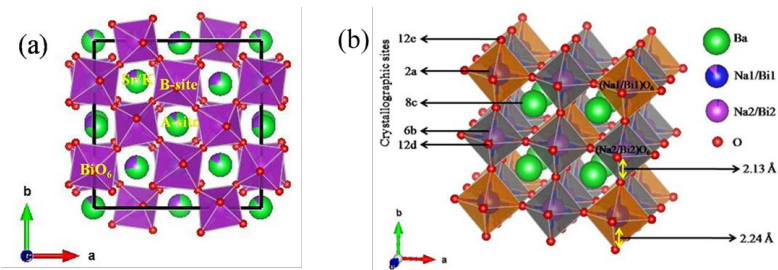 (a)
Sr/K
B-site
A-site
BiO6
b
a
(b)
Crystallographic sites
12e
2a
8c
6b
12d
(Na1/Bi1)O6
(Na2/Bi2)O6
Ba
Na1/Bi1
Na2/Bi2
O
2.13 Å
2.24 Å
b
a